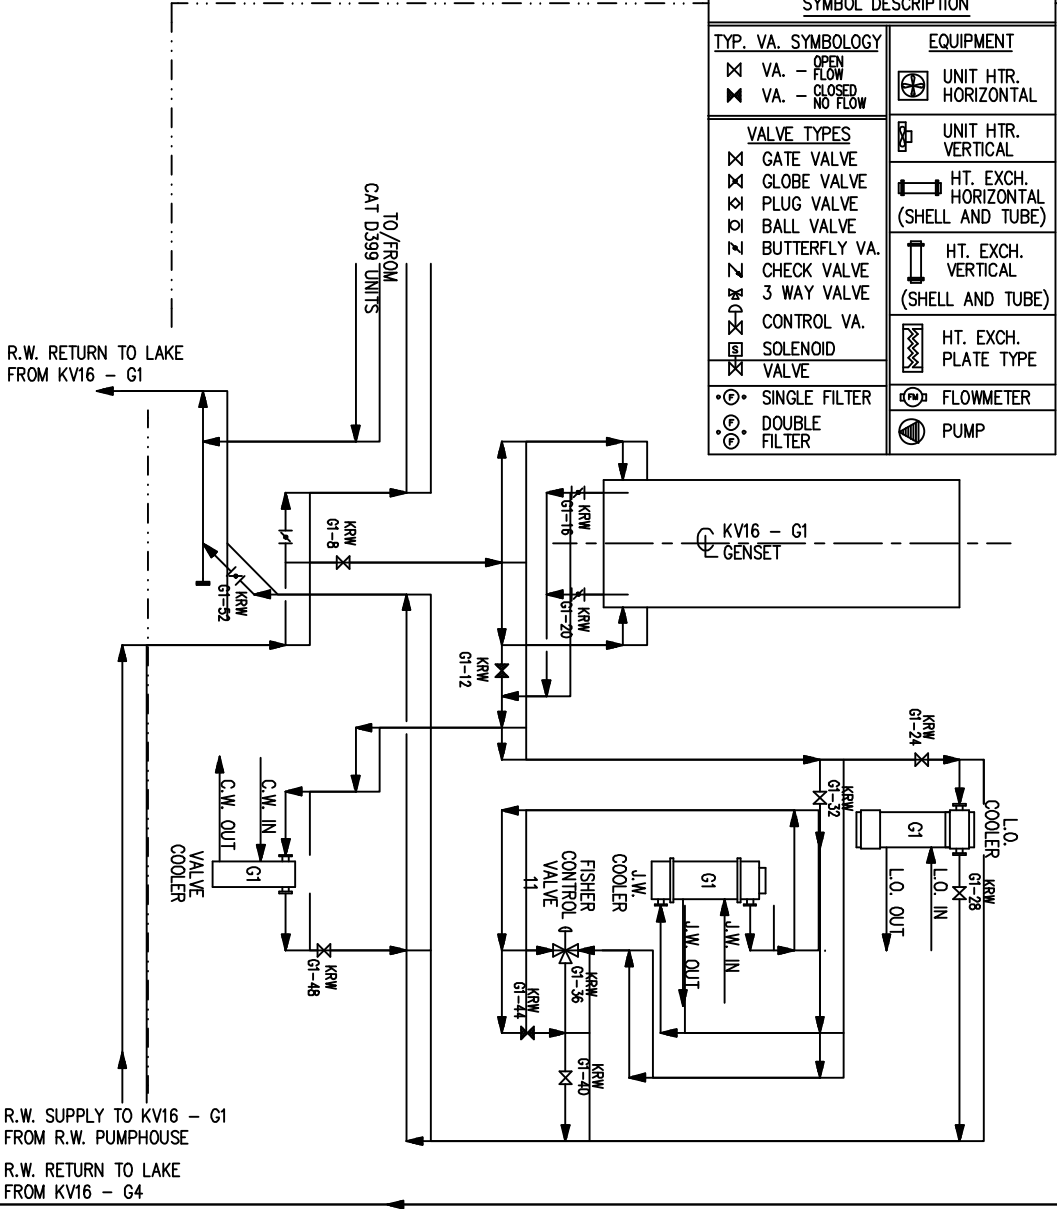 SYMBOL DESCRIPTION
TYP. VA. SYMBOLOGY
VA. – OPEN FLOW
VA. – CLOSED NO FLOW
VALVE TYPES
GATE VALVE
GLOBE VALVE
PLUG VALVE
BALL VALVE
BUTTERFLY VA.
CHECK VALVE
3 WAY VALVE
CONTROL VA.
S SOLENOID
VALVE
F SINGLE FILTER
F DOUBLE
F FILTER
EQUIPMENT
UNIT HTR.
HORIZONTAL
UNIT HTR.
VERTICAL
HT. EXCH.
HORIZONTAL
(SHELL AND TUBE)
HT. EXCH.
VERTICAL
(SHELL AND TUBE)
HT. EXCH.
PLATE TYPE
FM FLOWMETER
PUMP
TO/FROM
CAT D399 UNITS
R.W. RETURN TO LAKE
FROM KV16 – G1
KRW
G1-8
KRW
G1-52
KRW
G1-16
KV16 – G1
GENSET
KRW
G1-20
KRW
G1-12
KRW
G1-24
KRW
G1-32
L.O.
COOLER
G1
KRW
G1-28
L.O. IN
L.O. OUT
C.W. IN
C.W. OUT
G1
VALVE
COOLER
KRW
G1-48
FISHER
CONTROL
VALVE
11
J.W.
COOLER
G1
J.W. IN
J.W. OUT
KRW
G1-36
KRW
G1-44
KRW
G1-40
R.W. SUPPLY TO KV16 – G1
FROM R.W. PUMPHOUSE
R.W. RETURN TO LAKE
FROM KV16 – G4